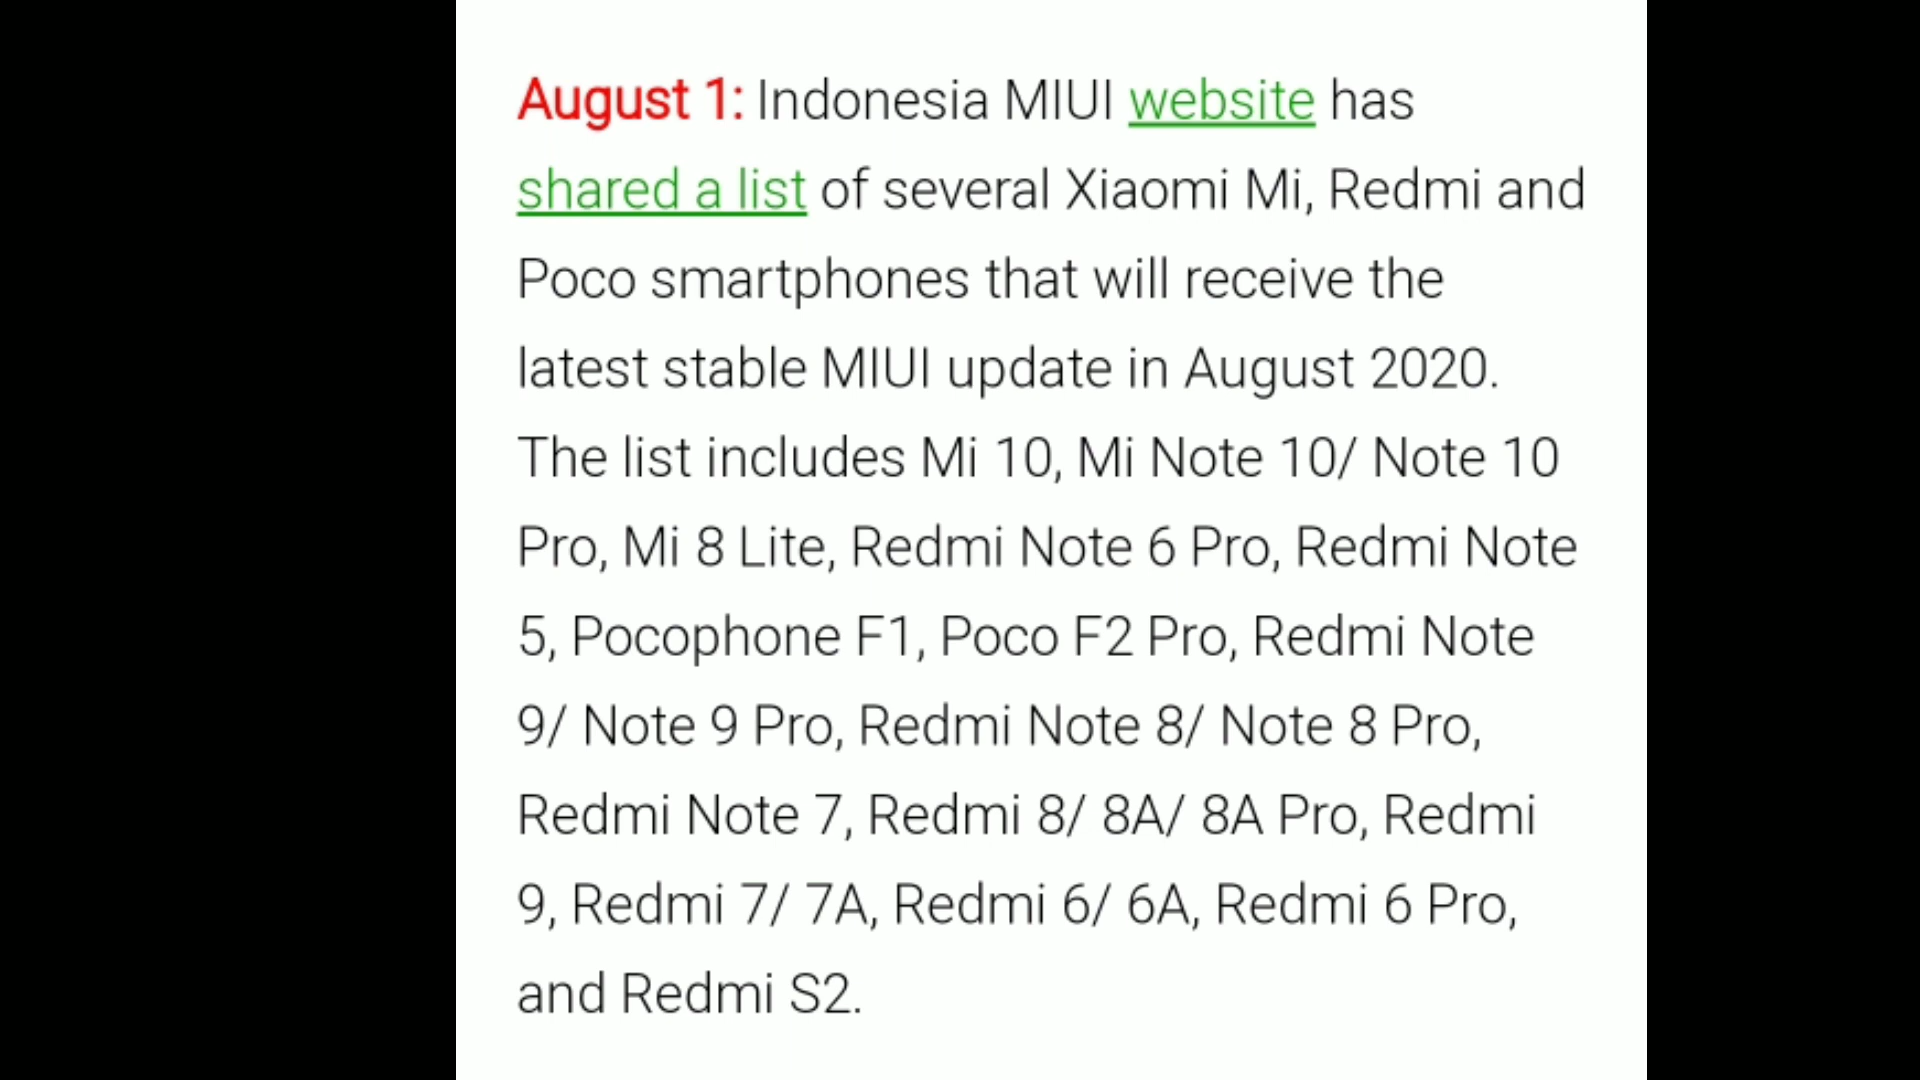 August 1: Indonesia MIUI website has
shared a list of several Xiaomi Mi, Redmi and
Poco smartphones that will receive the
latest stable MIUI update in August 2020.
The list includes Mi 10, Mi Note 10/ Note 10
Pro, Mi 8 Lite, Redmi Note 6 Pro, Redmi Note
5, Pocophone F1, Poco F2 Pro, Redmi Note
9/ Note 9 Pro, Redmi Note 8/ Note 8 Pro,
Redmi Note 7, Redmi 8/ 8A/ 8A Pro, Redmi
9, Redmi 7/ 7A, Redmi 6/ 6A, Redmi 6 Pro,
and Redmi S2.